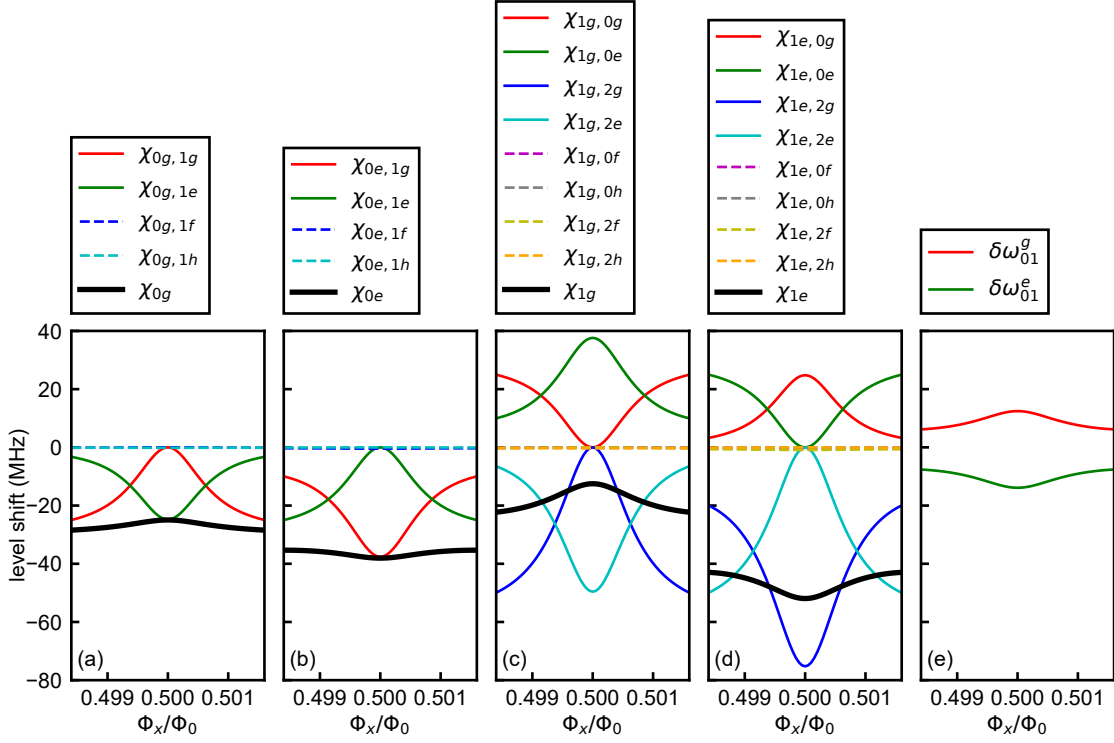 χ0g, 1g
χ0g, 1e
χ0g, 1f
χ0g, 1h
χ0g
χ0e, 1g
χ0e, 1e
χ0e, 1f
χ0e, 1h
χ0e
χ1g, 0g
χ1g, 0e
χ1g, 2g
χ1g, 2e
χ1g, 0f
χ1g, 0h
χ1g, 2f
χ1g, 2h
χ1g
χ1e, 0g
χ1e, 0e
χ1e, 2g
χ1e, 2e
χ1e, 0f
χ1e, 0h
χ1e, 2f
χ1e, 2h
χ1e
δω01^g
δω01^e
level shift (MHz)
40
20
0
−20
−40
−60
−80
(a)
(b)
(c)
(d)
(e)
0.499 0.500 0.501
0.499 0.500 0.501
0.499 0.500 0.501
0.499 0.500 0.501
0.499 0.500 0.501
Φx/Φ0
Φx/Φ0
Φx/Φ0
Φx/Φ0
Φx/Φ0